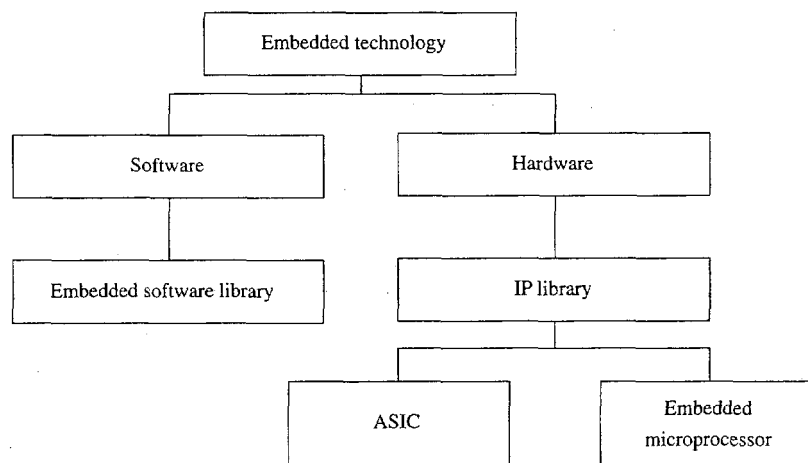 Embedded technology
Software
Hardware
Embedded software library
IP library
ASIC
Embedded
microprocessor